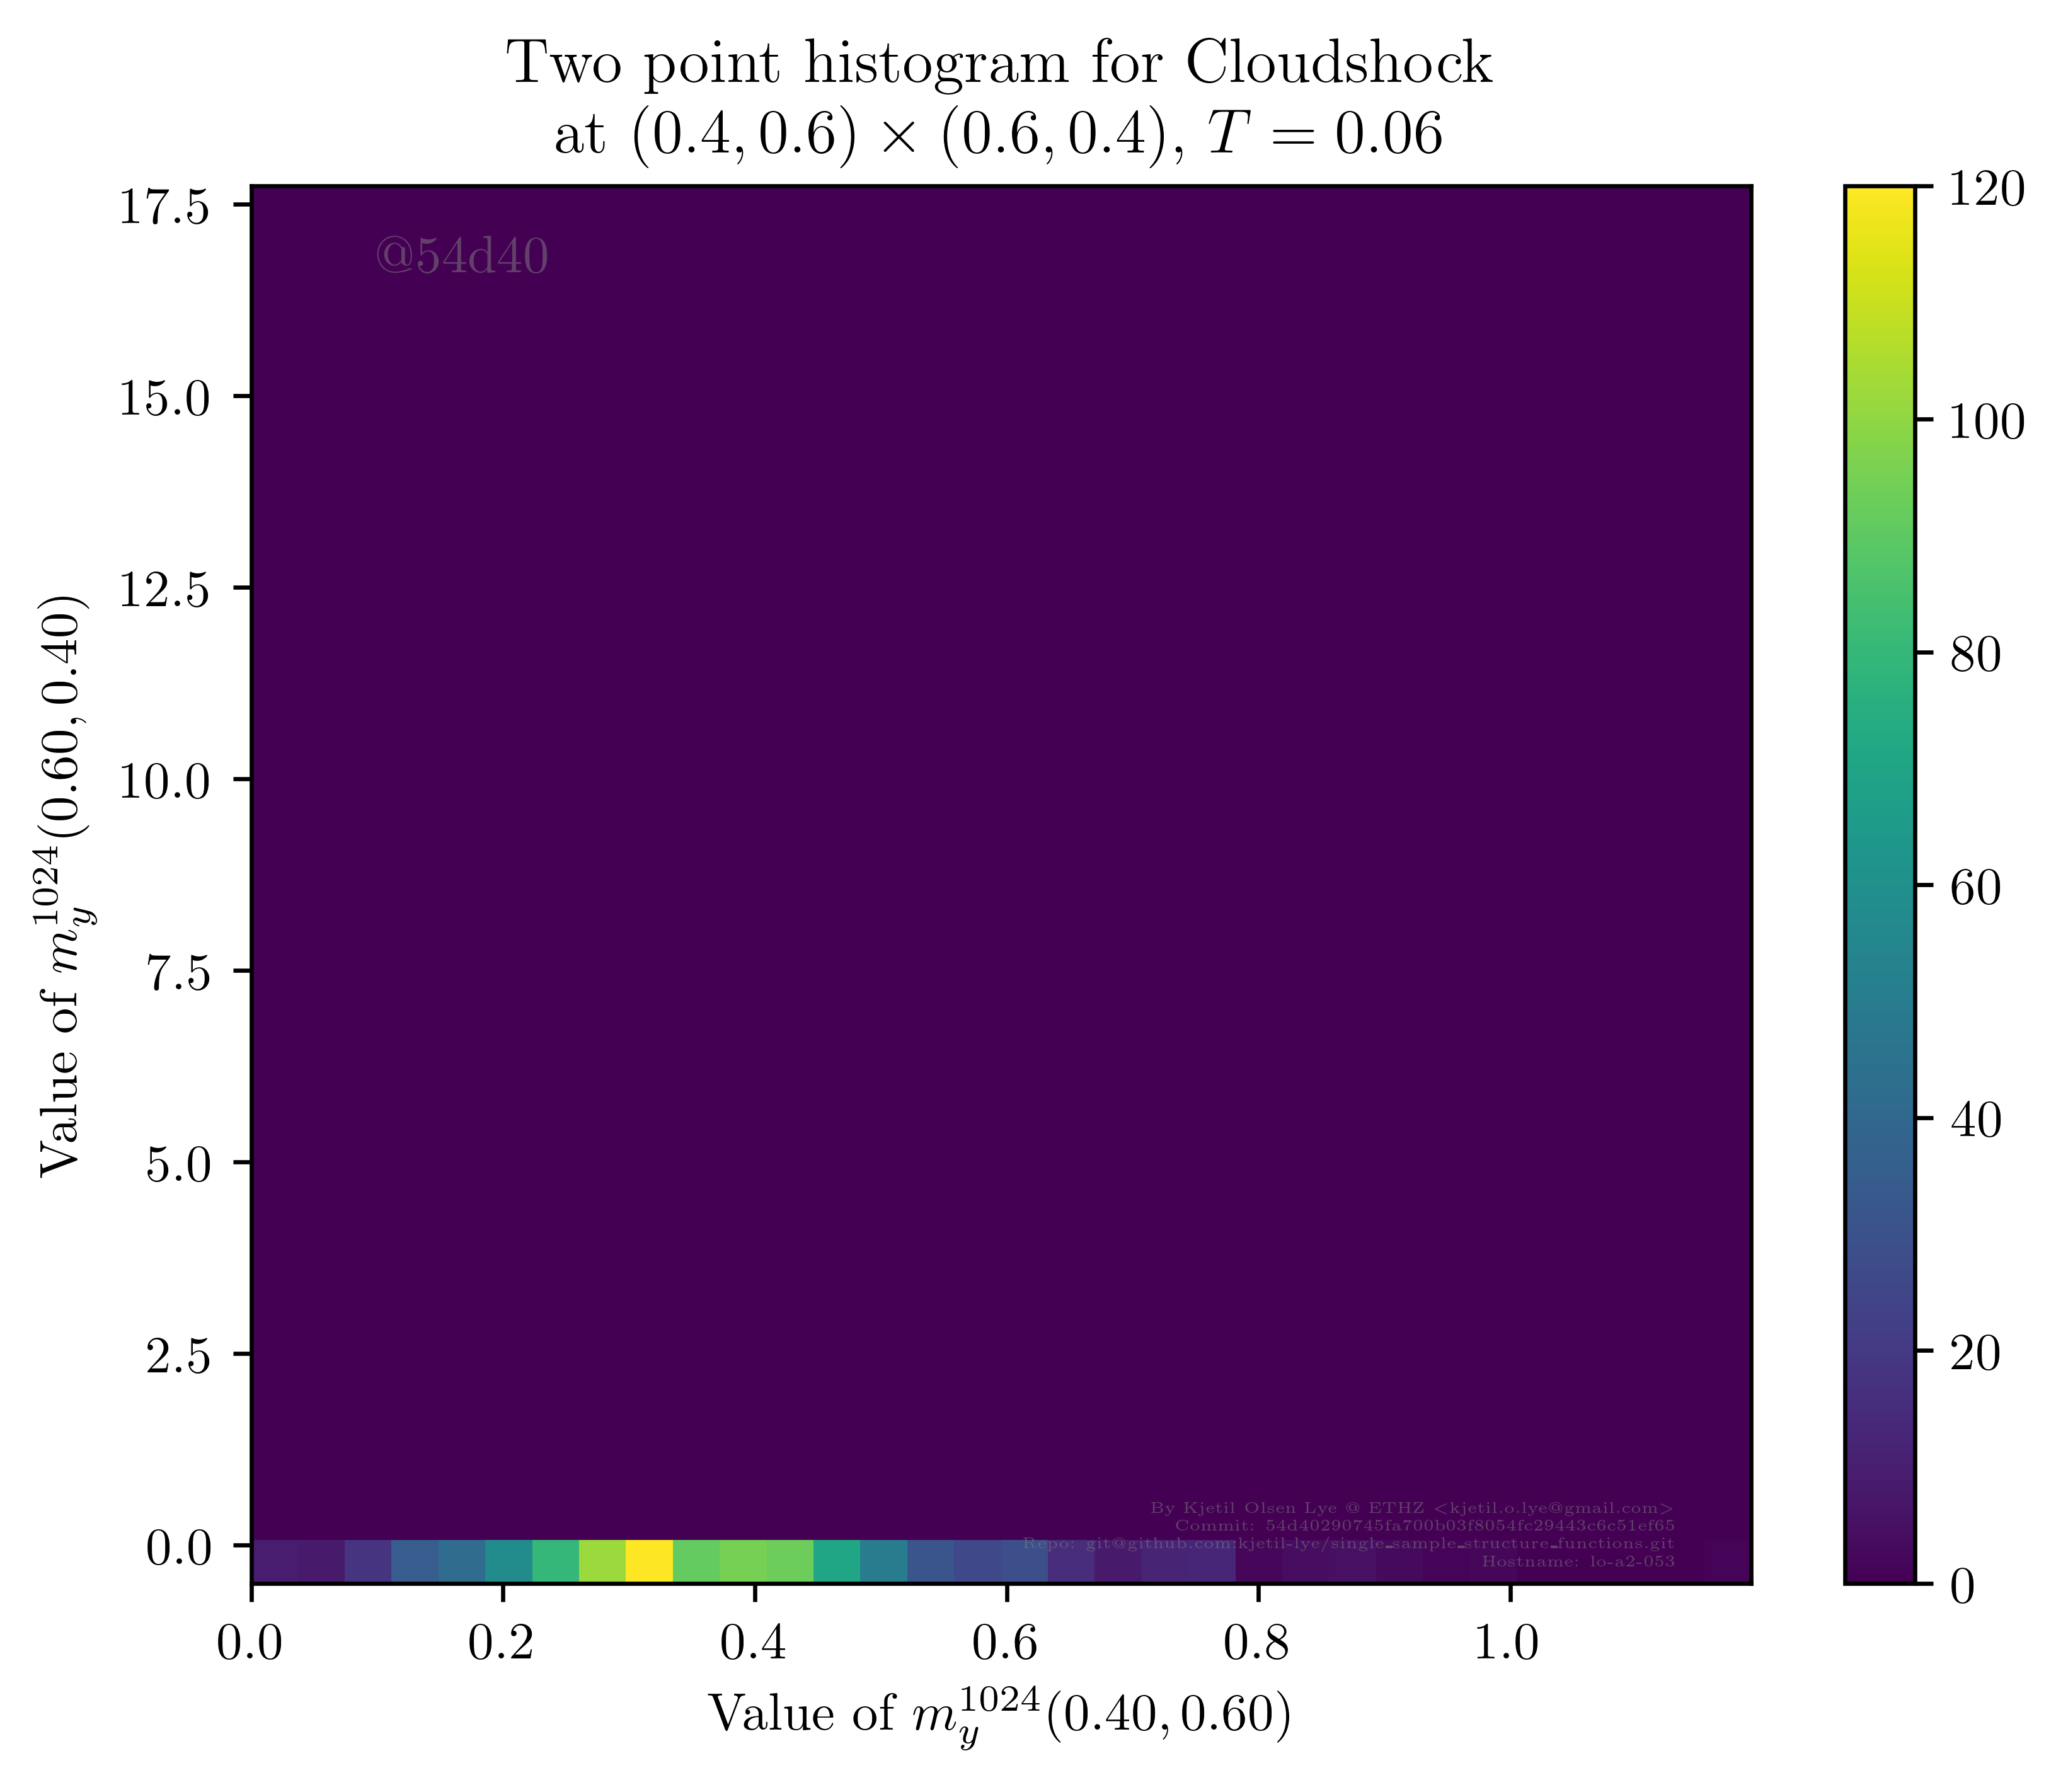 Two point histogram for Cloudshock
at (0.4, 0.6) × (0.6, 0.4), T = 0.06
©54d40
17.5
15.0
12.5
10.0
7.5
5.0
2.5
0.0
Value of m_y^1024(0.60, 0.40)
0.0 0.2 0.4 0.6 0.8 1.0
Value of m_y^1024(0.40, 0.60)
120
100
80
60
40
20
0
By Kjetil Olsen Lye @ ETHZ <kjetil.o.lye@gmail.com>
Commit: 54d40290745fa700b03f8054fc29443c6c51ef65
Repo: git@github.com:kjetil-lye/single_sample_structure_functions.git
Hostname: lo-a2-053